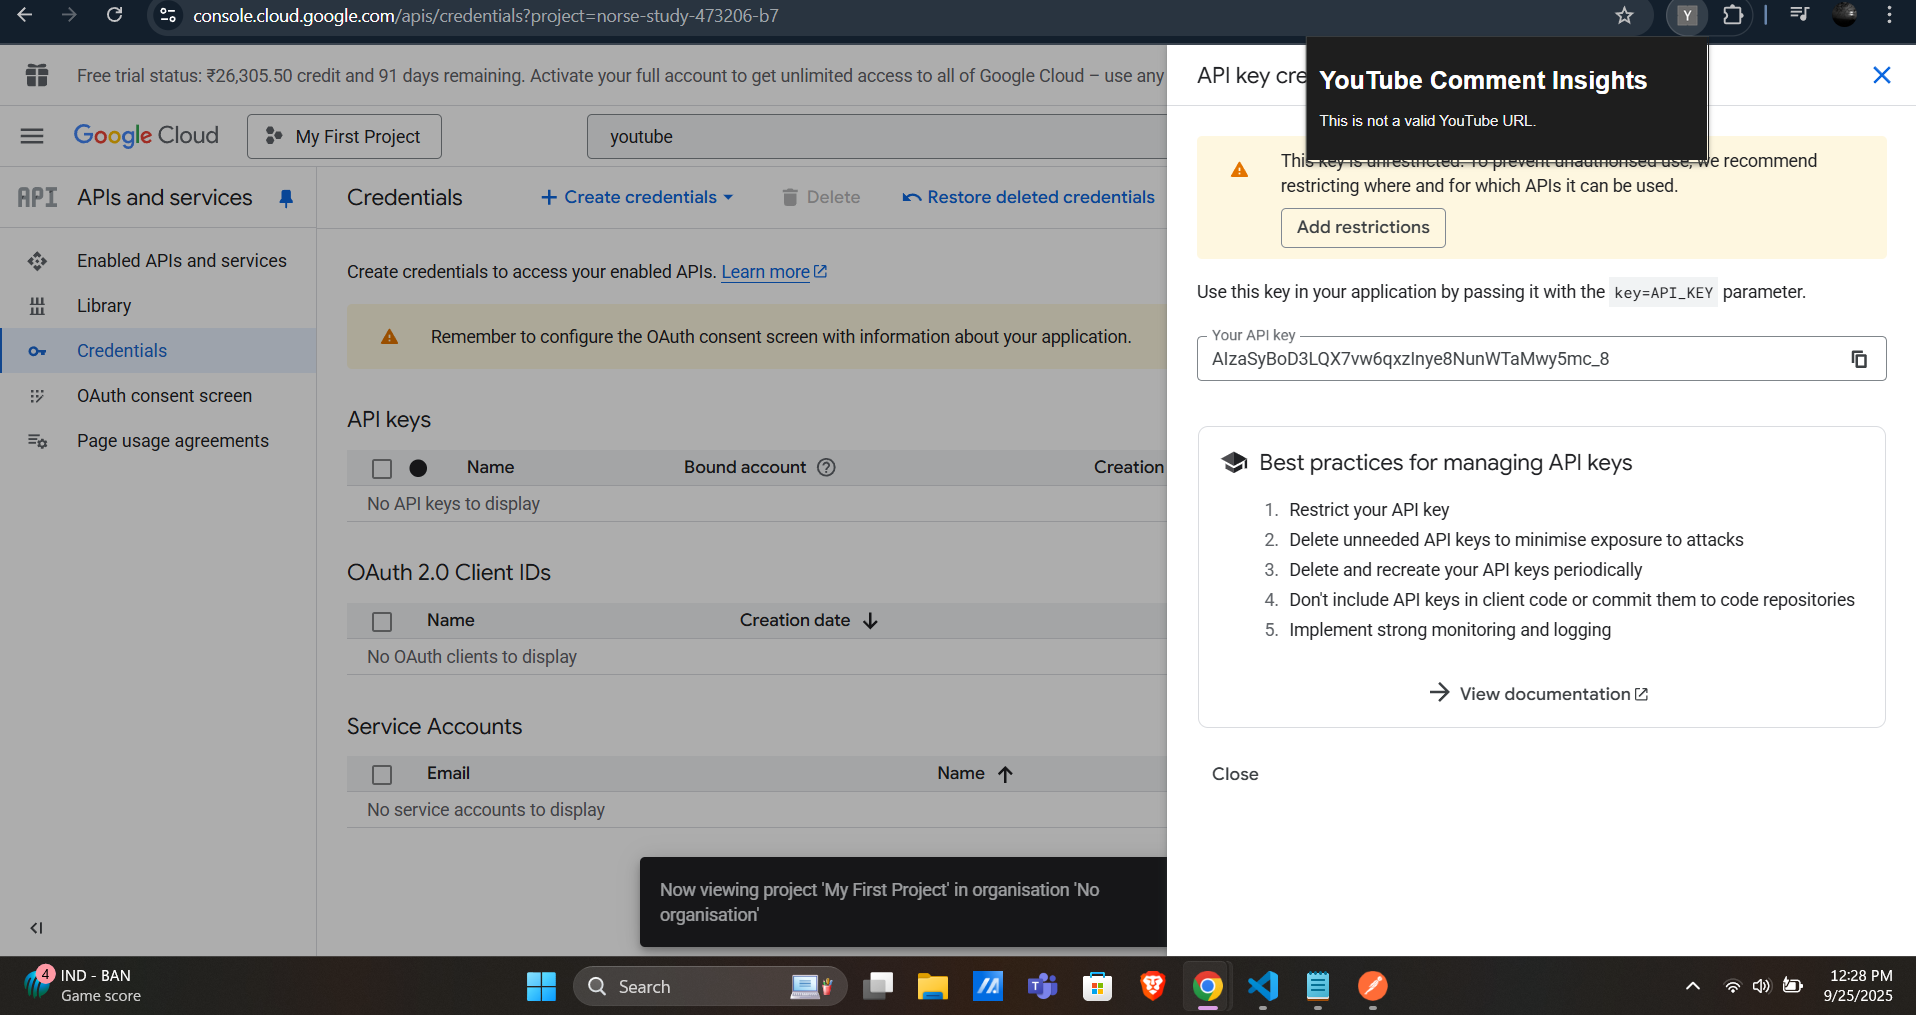 console.cloud.google.com/apis/credentials?project=norse-study-473206-b7
Y
Free trial status: ₹26,305.50 credit and 91 days remaining. Activate your full account to get unlimited access to all of Google Cloud – use any
Google Cloud
My First Project
youtube
API APIs and services
Enabled APIs and services
Library
Credentials
OAuth consent screen
Page usage agreements
Credentials
Create credentials
Delete
Restore deleted credentials
Create credentials to access your enabled APIs. Learn more
Remember to configure the OAuth consent screen with information about your application.
API keys
Name Bound account Creation
No API keys to display
OAuth 2.0 Client IDs
Name Creation date
No OAuth clients to display
Service Accounts
Email Name
No service accounts to display
Now viewing project 'My First Project' in organisation 'No
organisation'
API key cre
YouTube Comment Insights
This is not a valid YouTube URL.
This key is unrestricted. To prevent unauthorised use, we recommend
restricting where and for which APIs it can be used.
Add restrictions
Use this key in your application by passing it with the key=API_KEY parameter.
Your API key
AIzaSyBoD3LQX7vw6qxzInye8NunWTaMwy5mc_8
Best practices for managing API keys
1. Restrict your API key
2. Delete unneeded API keys to minimise exposure to attacks
3. Delete and recreate your API keys periodically
4. Don't include API keys in client code or commit them to code repositories
5. Implement strong monitoring and logging
View documentation
Close
4
IND - BAN
Game score
Search
12:28 PM
9/25/2025